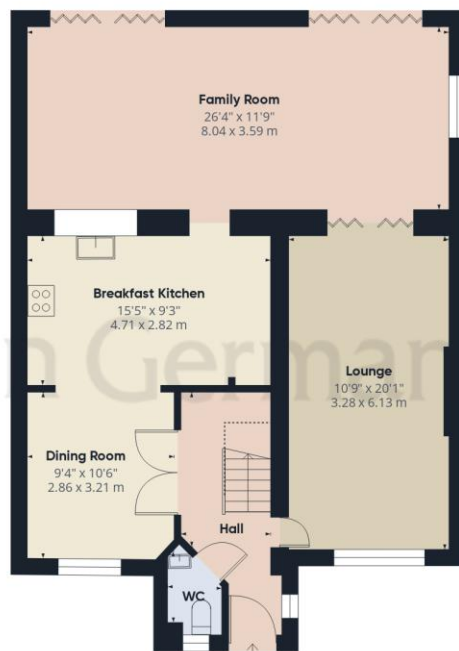 Family Room
26'4" x 11'9"
8.04 x 3.59 m
Breakfast Kitchen
15'5" x 9'3"
4.71 x 2.82 m
n German
Lounge
10'9" x 20'1"
3.28 x 6.13 m
Dining Room
9'4" x 10'6"
2.86 x 3.21 m
Hall
WC